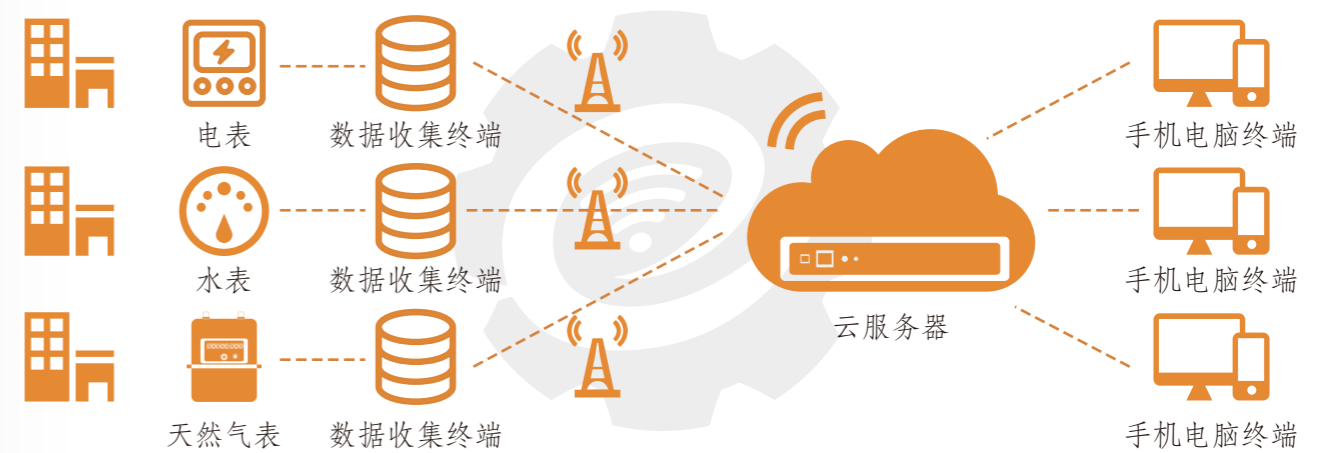 电表
数据收集终端
手机电脑终端
水表
数据收集终端
手机电脑终端
云服务器
天然气表
数据收集终端
手机电脑终端